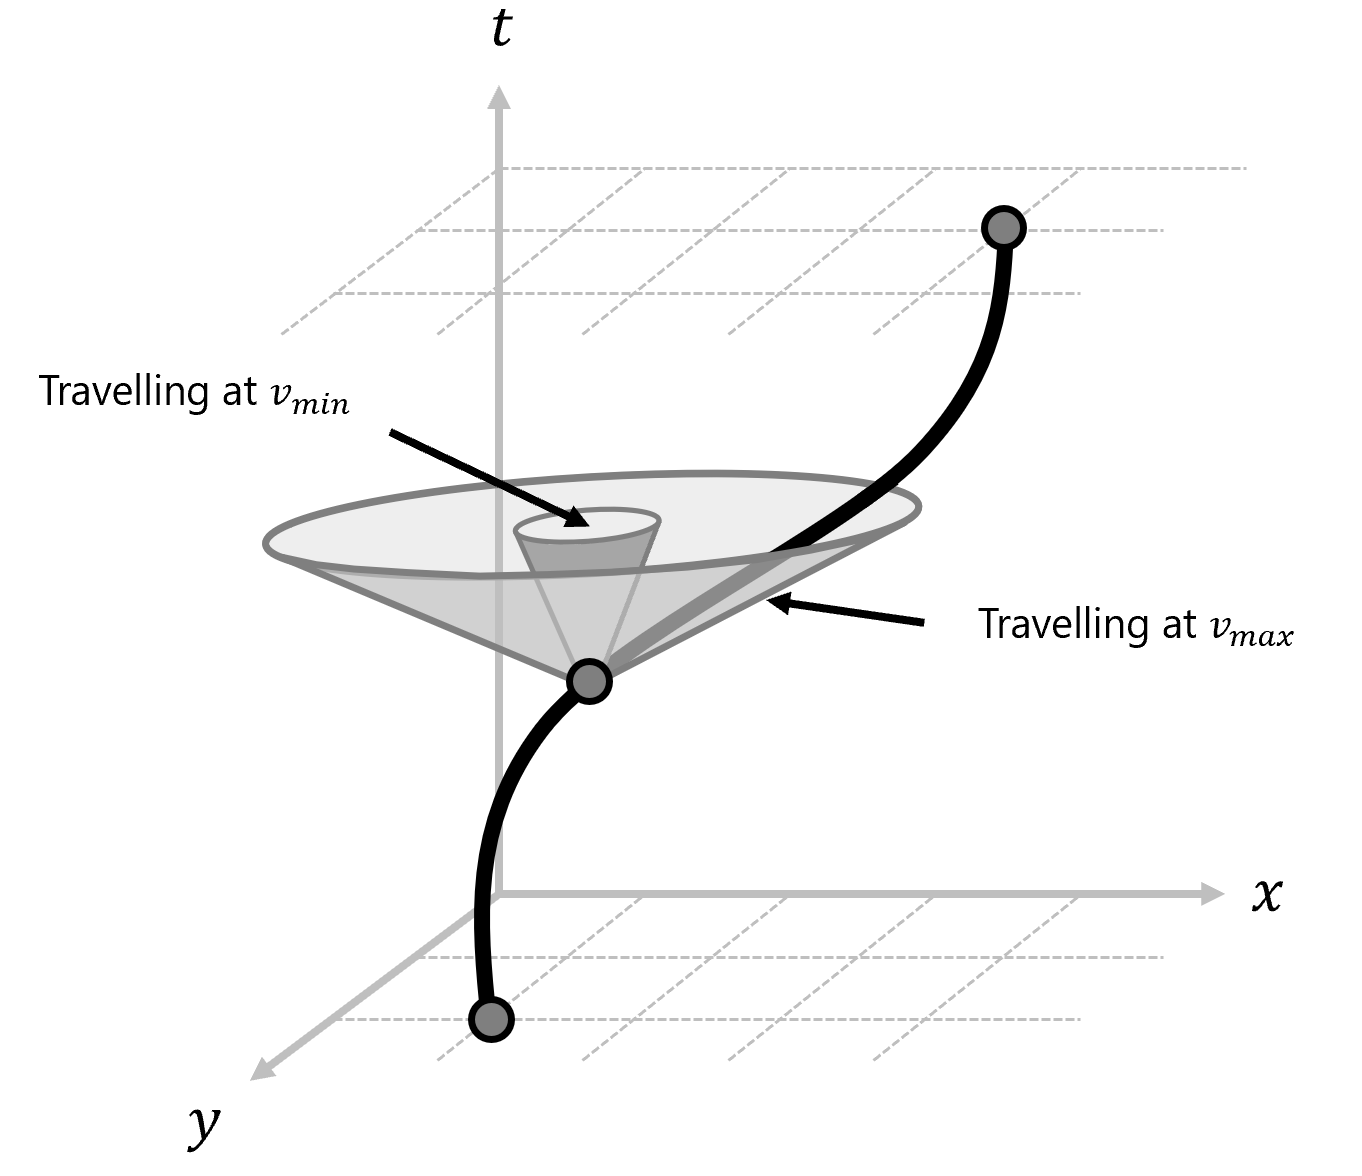 t
Travelling at v_min
Travelling at v_max
x
y